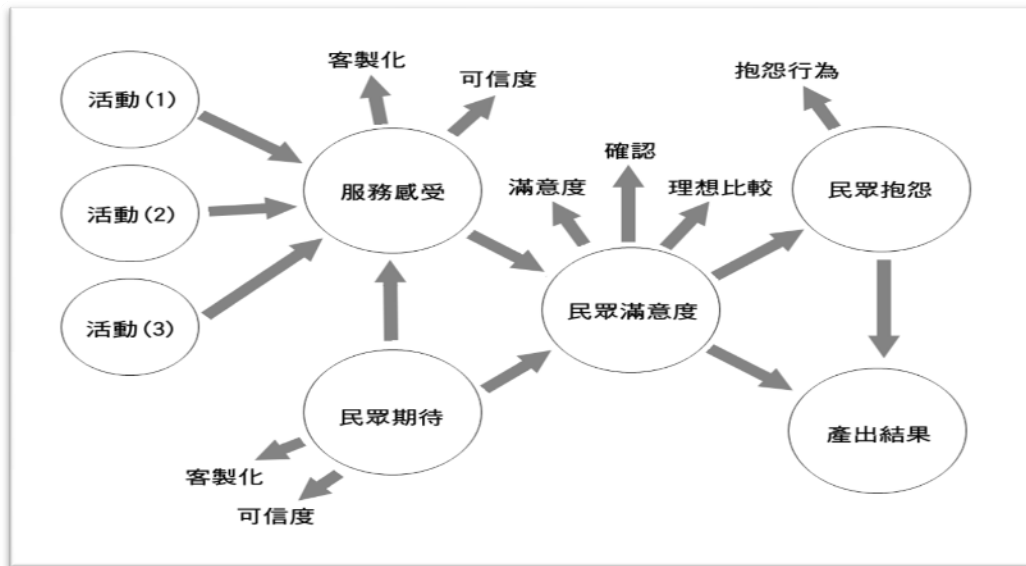 客製化
可信度
抱怨行為
活動(1)
確認
服務感受
滿意度
理想比較
民眾抱怨
活動(2)
民眾滿意度
活動(3)
民眾期待
產出結果
客製化
可信度